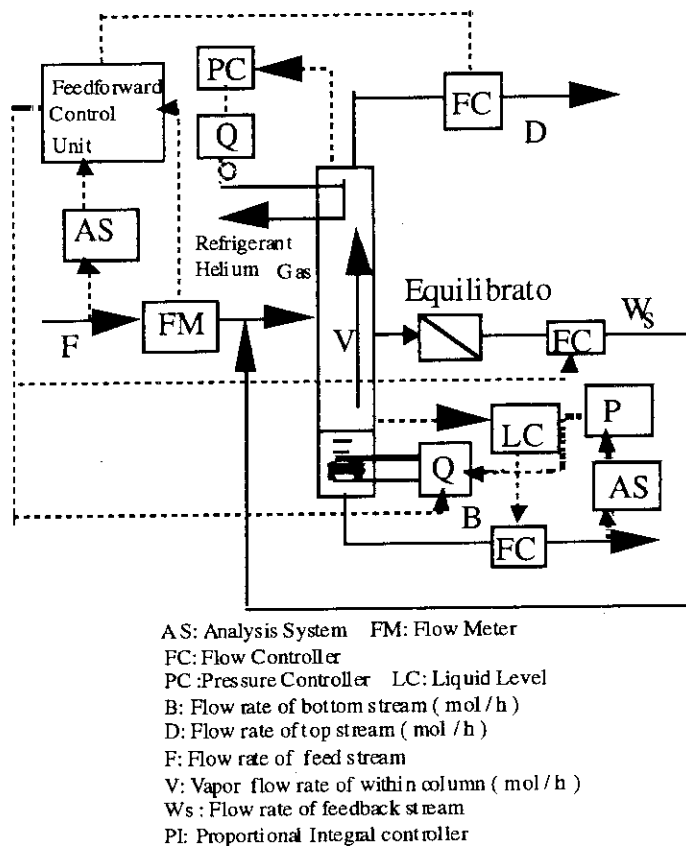 Feedforward
Control
Unit
PC
Q
FC
D
AS
Refrigerant
Helium Gas
F
FM
V
Equilibrato
FC
Ws
P
LC
Q
AS
B
FC
AS: Analysis System FM: Flow Meter
FC: Flow Controller
PC :Pressure Controller LC: Liquid Level
B: Flow rate of bottom stream ( mol / h )
D: Flow rate of top stream ( mol / h )
F: Flow rate of feed stream
V: Vapor flow rate of within column ( mol / h )
Ws : Flow rate of feedback stream
PI: Proportional Integral controller